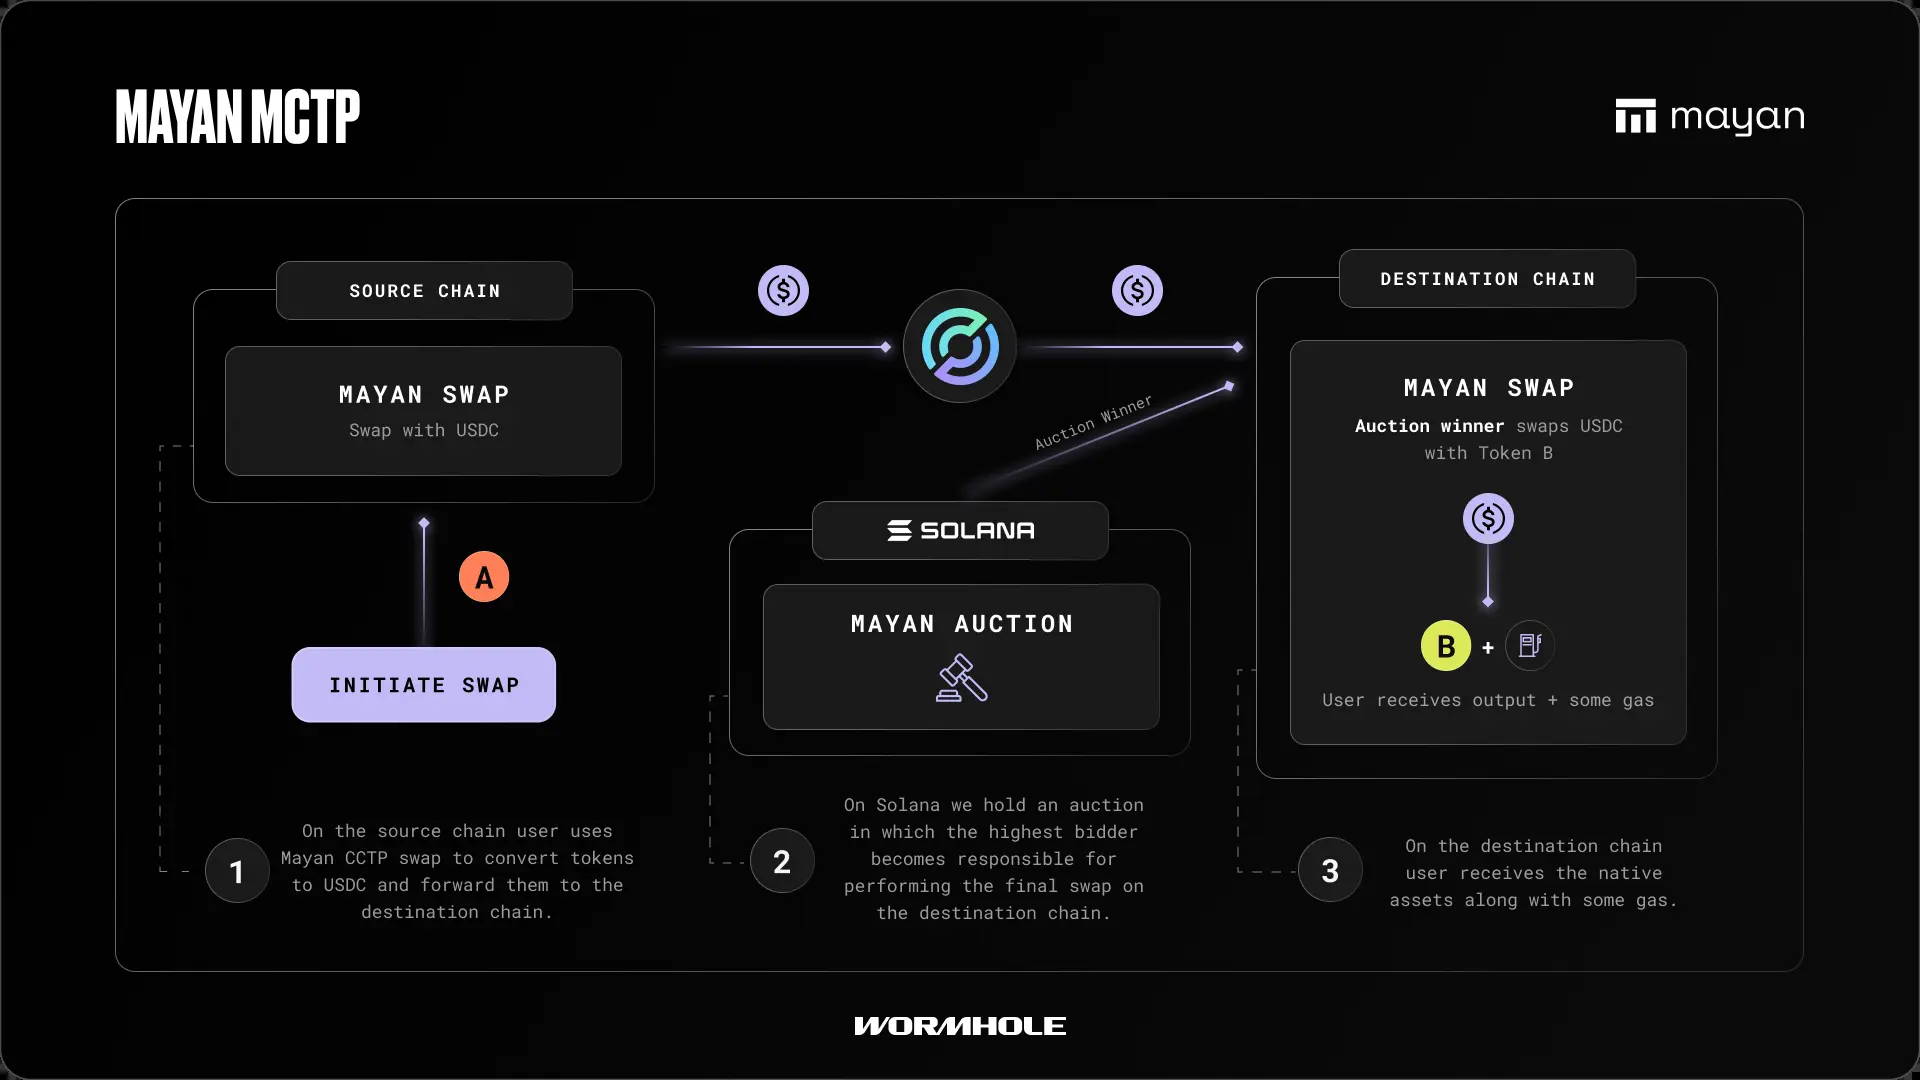 MAYAN MCTP
mayan
SOURCE CHAIN
MAYAN SWAP
Swap with USDC
A
INITIATE SWAP
Auction Winner
SOLANA
MAYAN AUCTION
DESTINATION CHAIN
MAYAN SWAP
Auction winner swaps USDC
with Token B
B +
User receives output + some gas
1
On the source chain user uses
Mayan CCTP swap to convert tokens
to USDC and forward them to the
destination chain.
2
On Solana we hold an auction
in which the highest bidder
becomes responsible for
performing the final swap on
the destination chain.
3
On the destination chain
user receives the native
assets along with some gas.
WORMHOLE